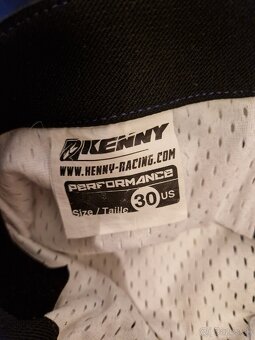 KENNY
WWW.KENNY-RACING.COM
PERFORMANCE
Size / Taille 30 US